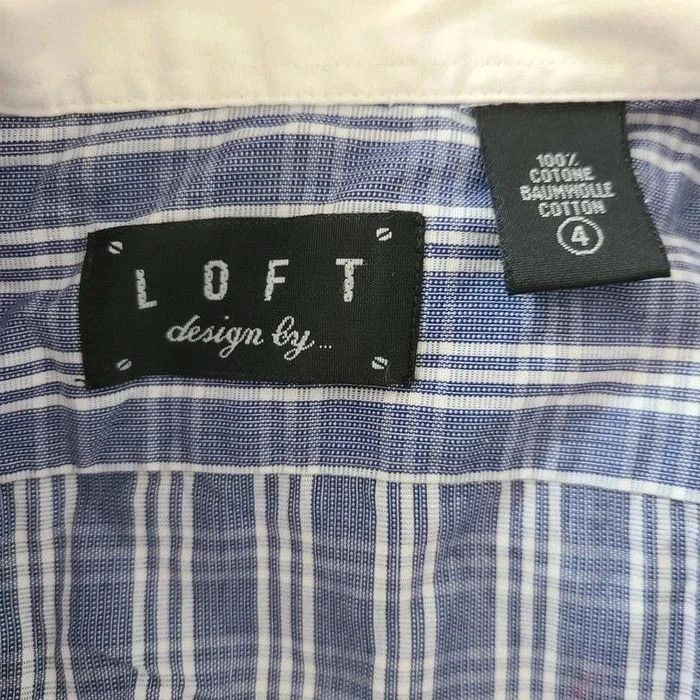 LOFT
design by...
100%
COTONE
BAUMWOLLE
COTTON
4